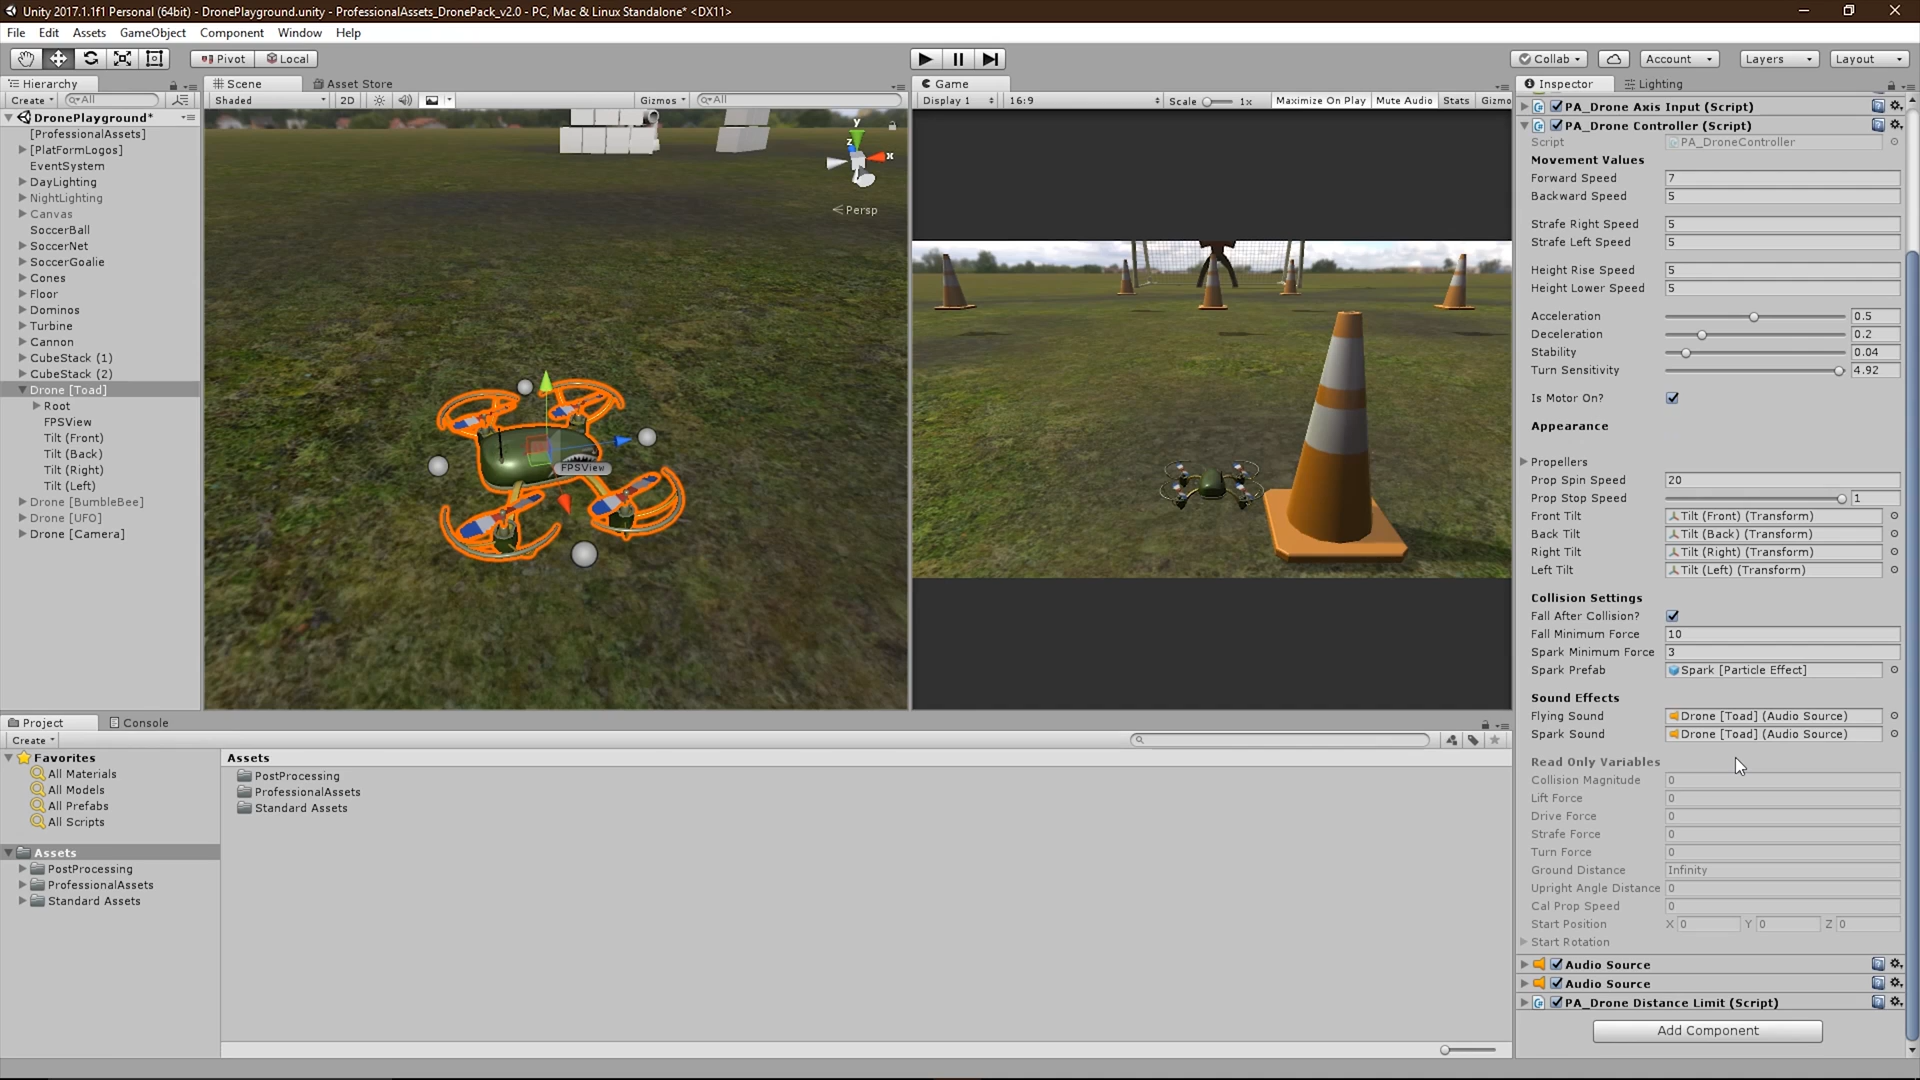 Unity 2017.1.1f1 Personal (64bit) - DronePlayground.unity - ProfessionalAssets_DronePack_v2.0 - PC, Mac & Linux Standalone* <DX11>
File Edit Assets GameObject Component Window Help
Pivot Local Collab Account Layers Layout
Hierarchy
Create All
DronePlayground*
[ProfessionalAssets]
[PlatFormLogos]
EventSystem
DayLighting
NightLighting
Canvas
SoccerBall
SoccerNet
SoccerGoalie
Cones
Floor
Dominos
Turbine
Cannon
CubeStack (1)
CubeStack (2)
Drone [Toad]
Root
FPSView
Tilt (Front)
Tilt (Back)
Tilt (Right)
Tilt (Left)
Drone [BumbleBee]
Drone [UFO]
Drone [Camera]
Scene Asset Store
Shaded 2D Gizmos All
y
z
x
Persp
FPSView
Game
Display 1 16:9 Scale 1x Maximize On Play Mute Audio Stats Gizmo
Inspector Lighting
PA_Drone Axis Input (Script)
PA_Drone Controller (Script)
Script PA_DroneController
Movement Values
Forward Speed 7
Backward Speed 5
Strafe Right Speed 5
Strafe Left Speed 5
Height Rise Speed 5
Height Lower Speed 5
Acceleration 0.5
Deceleration 0.2
Stability 0.04
Turn Sensitivity 4.92
Is Motor On?
Appearance
Propellers
Prop Spin Speed 20
Prop Stop Speed 1
Front Tilt Tilt (Front) (Transform)
Back Tilt Tilt (Back) (Transform)
Right Tilt Tilt (Right) (Transform)
Left Tilt Tilt (Left) (Transform)
Collision Settings
Fall After Collision?
Fall Minimum Force 10
Spark Minimum Force 3
Spark Prefab Spark [Particle Effect]
Sound Effects
Flying Sound Drone [Toad] (Audio Source)
Spark Sound Drone [Toad] (Audio Source)
Read Only Variables
Collision Magnitude 0
Lift Force 0
Drive Force 0
Strafe Force 0
Turn Force 0
Ground Distance Infinity
Upright Angle Distance 0
Cal Prop Speed 0
Start Position X 0 Y 0 Z 0
Start Rotation
Audio Source
Audio Source
PA_Drone Distance Limit (Script)
Add Component
Project Console
Create
Favorites
All Materials
All Models
All Prefabs
All Scripts
Assets
PostProcessing
ProfessionalAssets
Standard Assets
Assets
PostProcessing
ProfessionalAssets
Standard Assets